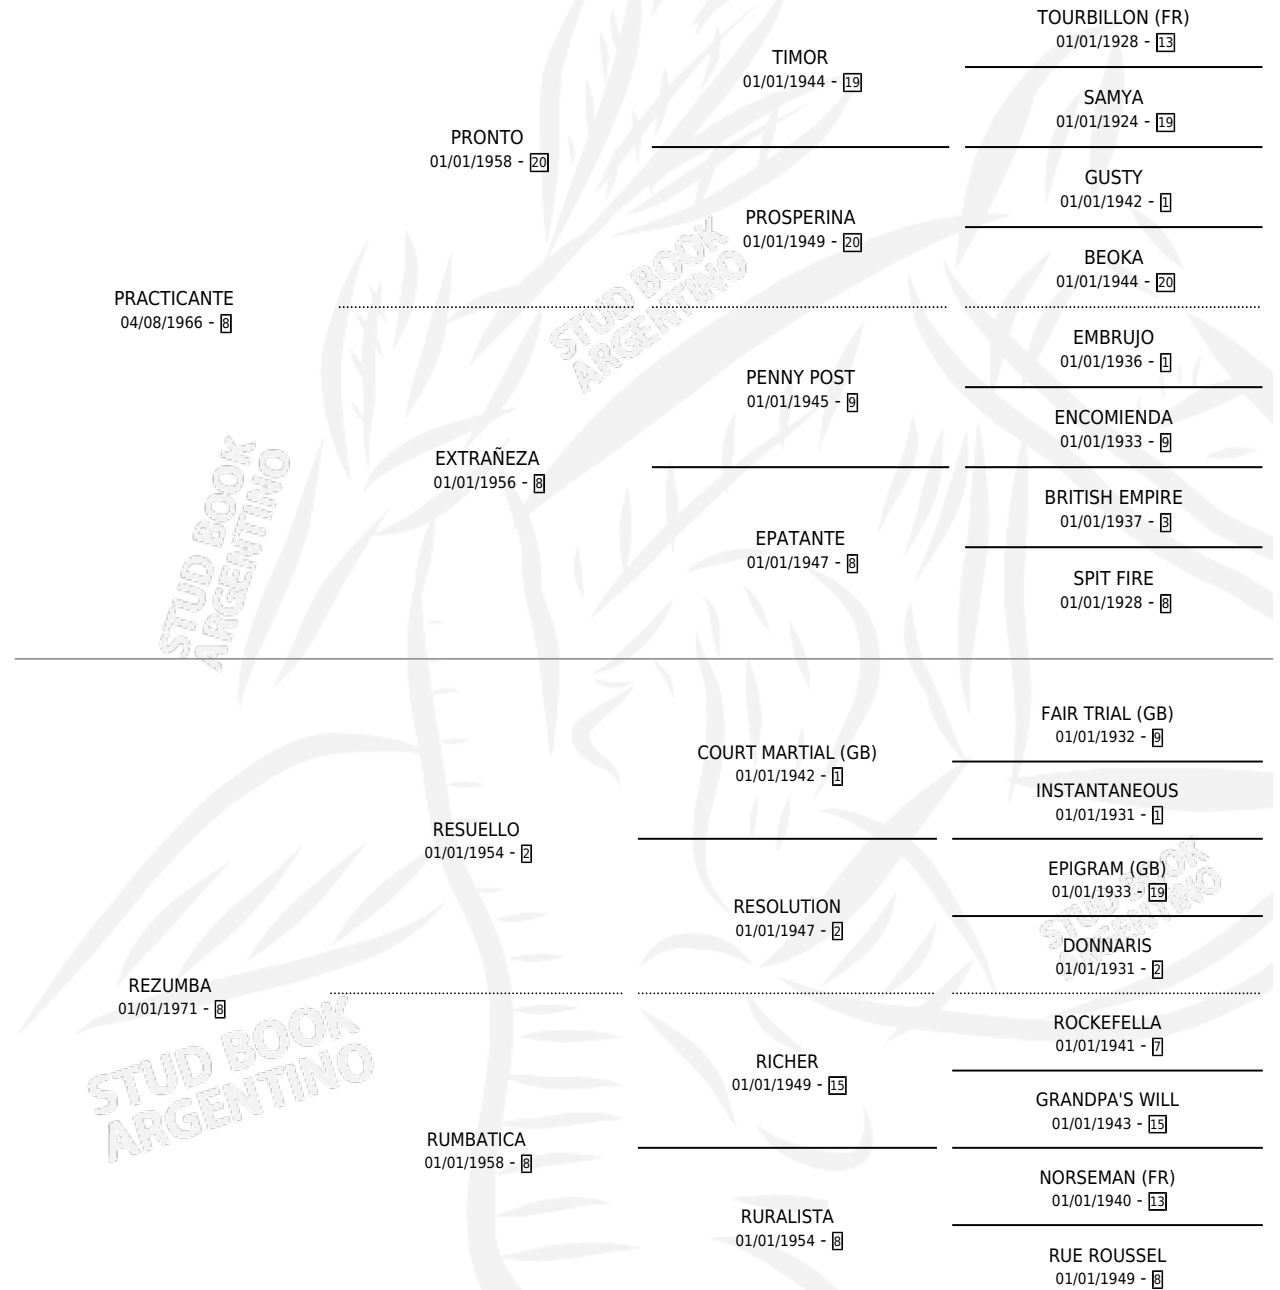 TOURBILLON (FR)
01/01/1928 - 13
TIMOR
01/01/1944 - 19
SAMYA
01/01/1924 - 19
PRONTO
01/01/1958 - 20
GUSTY
01/01/1942 - 1
PROSPERINA
01/01/1949 - 20
BEOKA
01/01/1944 - 20
PRACTICANTE
04/08/1966 - 8
EMBRUJO
01/01/1936 - 1
PENNY POST
01/01/1945 - 9
ENCOMIENDA
01/01/1933 - 9
EXTRAÑEZA
01/01/1956 - 8
BRITISH EMPIRE
01/01/1937 - 3
EPATANTE
01/01/1947 - 8
SPIT FIRE
01/01/1928 - 8
STUD BOOK
ARGENTINO
STUD BOOK
ARGENTINO
FAIR TRIAL (GB)
01/01/1932 - 9
COURT MARTIAL (GB)
01/01/1942 - 1
INSTANTANEOUS
01/01/1931 - 1
RESUELLO
01/01/1954 - 2
EPIGRAM (GB)
01/01/1933 - 19
RESOLUTION
01/01/1947 - 2
DONNARIS
01/01/1931 - 2
REZUMBA
01/01/1971 - 8
ROCKEFELLA
01/01/1941 - 7
RICHER
01/01/1949 - 15
GRANDPA'S WILL
01/01/1943 - 15
RUMBATICA
01/01/1958 - 8
NORSEMAN (FR)
01/01/1940 - 13
RURALISTA
01/01/1954 - 8
RUE ROUSSEL
01/01/1949 - 8
STUD BOOK
ARGENTINO
STUD BOOK
ARGENTINO